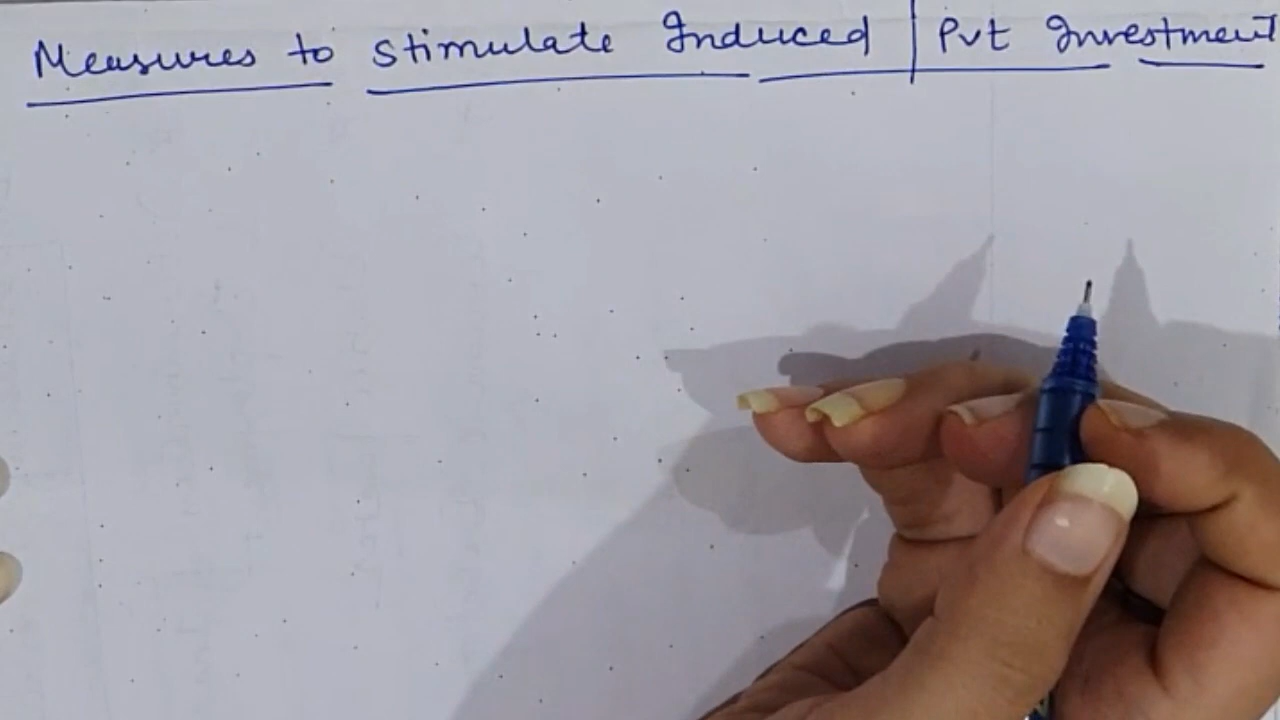 Measures to stimulate Induced | Pvt Investment